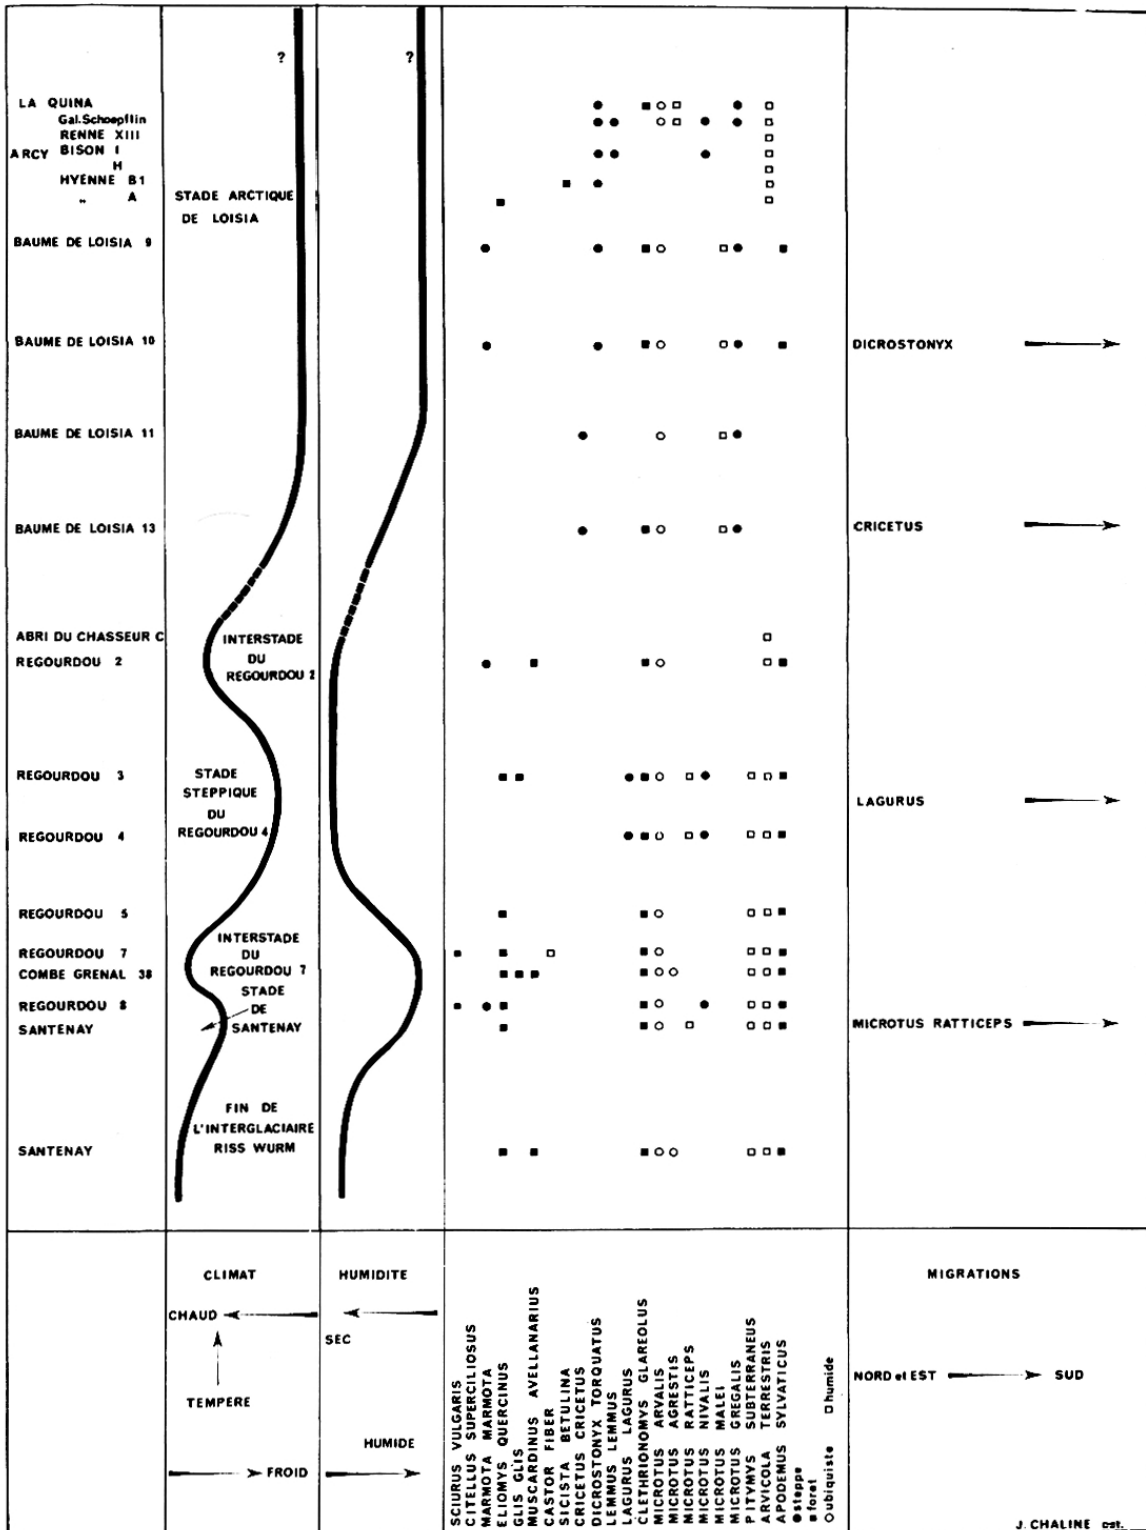 ?
?
LA QUINA
Gal.Schoepflin
RENNE XIII
ARCY BISON I
H
HYENNE B1
" A
STADE ARCTIQUE
DE LOISIA
BAUME DE LOISIA 9
BAUME DE LOISIA 10
DICROSTONYX
BAUME DE LOISIA 11
BAUME DE LOISIA 13
CRICETUS
ABRI DU CHASSEUR C
REGOURDOU 2
INTERSTADE
DU
REGOURDOU 2
REGOURDOU 3
STADE
STEPPIQUE
DU
REGOURDOU 4
LAGURUS
REGOURDOU 4
REGOURDOU 5
REGOURDOU 7
INTERSTADE
DU
REGOURDOU 7
COMBE GRENAL 38
REGOURDOU 8
STADE
DE
SANTENAY
SANTENAY
MICROTUS RATTICEPS
FIN DE
L'INTERGLACIAIRE
RISS WURM
SANTENAY
CLIMAT
CHAUD
TEMPERE
FROID
HUMIDITE
SEC
HUMIDE
SCIURUS VULGARIS
CITELLUS SUPERCILIOSUS
MARMOTA MARMOTA
ELIOMYS QUERCINUS
GLIS GLIS
MUSCARDINUS AVELLANARIUS
CASTOR FIBER
SICISTA BETULINA
CRICETUS CRICETUS
DICROSTONYX TORQUATUS
LEMMUS LEMMUS
LAGURUS LAGURUS
CLETHRIONOMYS GLAREOLUS
MICROTUS ARVALIS
MICROTUS AGRESTIS
MICROTUS RATTICEPS
MICROTUS NIVALIS
MICROTUS MALEI
MICROTUS GREGALIS
PITYMYS SUBTERRANEUS
ARVICOLA TERRESTRIS
APODEMUS SYLVATICUS
steppe
foret
ubiquiste
humide
MIGRATIONS
NORD et EST
SUD
J. CHALINE